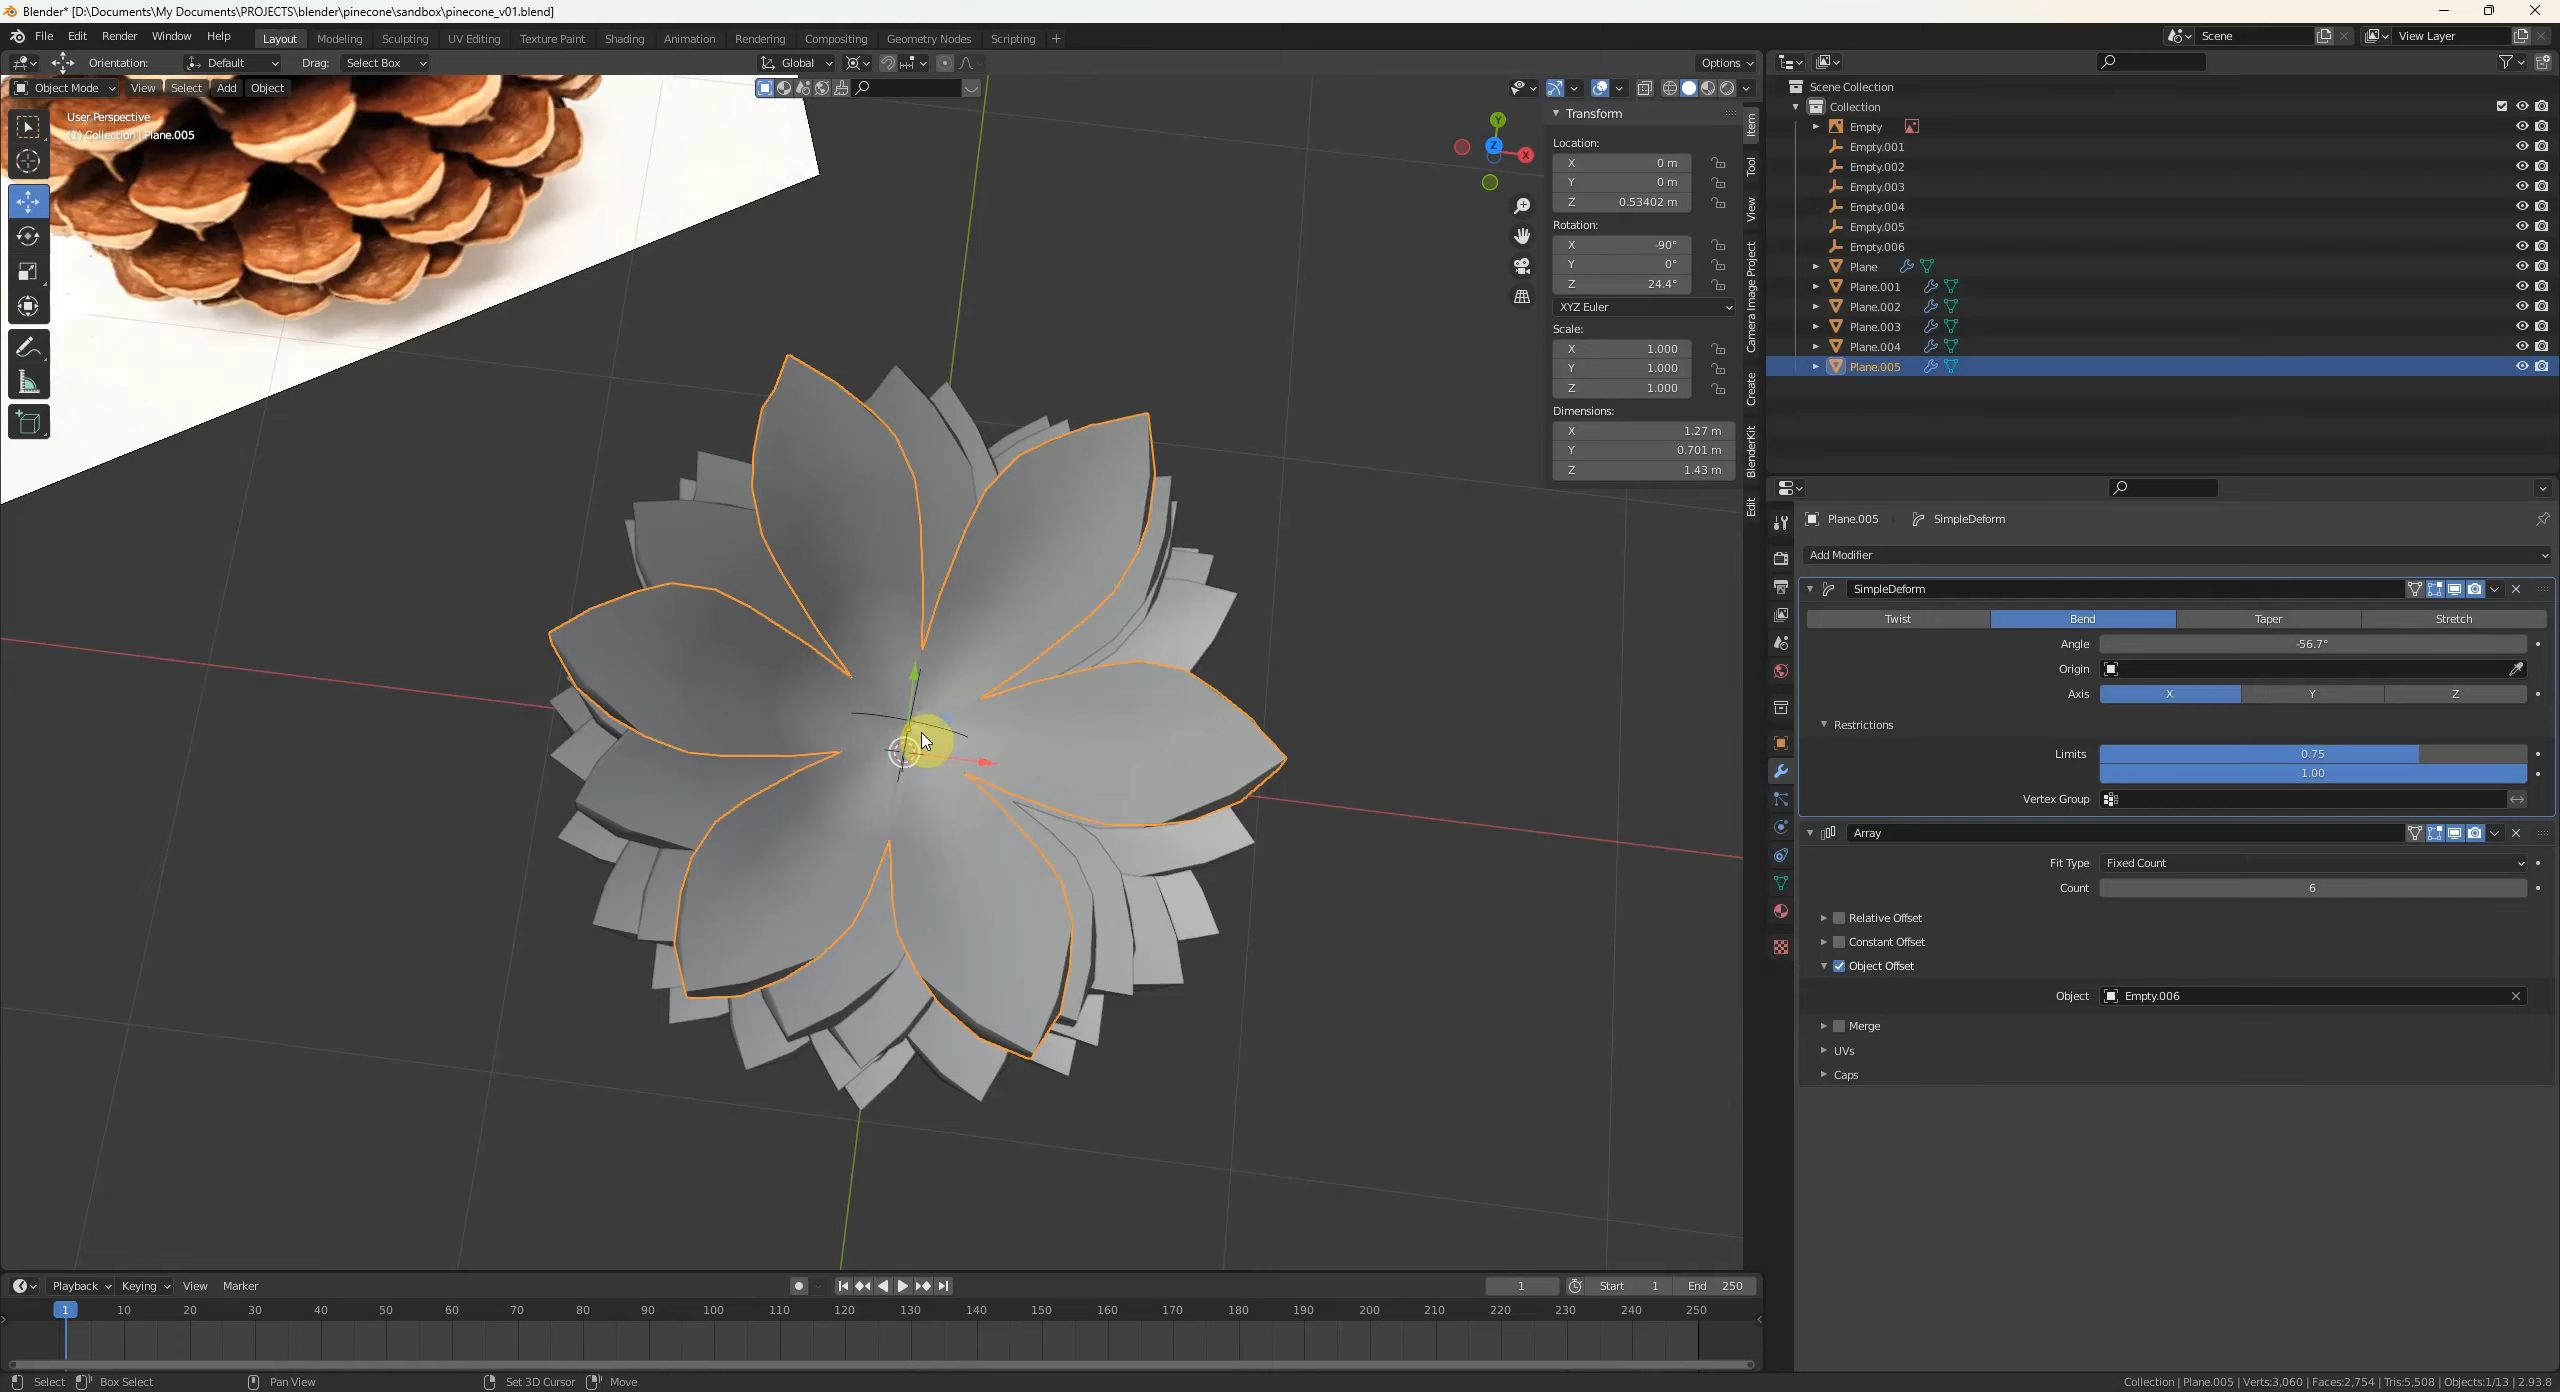 Blender* [D:\Documents\My Documents\PROJECTS\blender\pinecone\sandbox\pinecone_v01.blend]
File Edit Render Window Help Layout Modeling Sculpting UV Editing Texture Paint Shading Animation Rendering Compositing Geometry Nodes Scripting + Scene View Layer
Orientation: Default Drag: Select Box Global Options
Object Mode View Select Add Object
User Perspective
(1) Collection | Plane.005
Y
Z
X
Transform
Location:
X 0 m
Y 0 m
Z 0.53402 m
Rotation:
X -90°
Y 0°
Z 24.4°
XYZ Euler
Scale:
X 1.000
Y 1.000
Z 1.000
Dimensions:
X 1.27 m
Y 0.701 m
Z 1.43 m
Item
Tool
View
Camera Image Project
Create
BlenderKit
Edit
Scene Collection
Collection
Empty
Empty.001
Empty.002
Empty.003
Empty.004
Empty.005
Empty.006
Plane
Plane.001
Plane.002
Plane.003
Plane.004
Plane.005
Plane.005 SimpleDeform
Add Modifier
SimpleDeform
Twist Bend Taper Stretch
Angle -56.7°
Origin
Axis X Y Z
Restrictions
Limits 0.75
1.00
Vertex Group
Array
Fit Type Fixed Count
Count 6
Relative Offset
Constant Offset
Object Offset
Object Empty.006
Merge
UVs
Caps
Playback Keying View Marker 1 Start 1 End 250
1 10 20 30 40 50 60 70 80 90 100 110 120 130 140 150 160 170 180 190 200 210 220 230 240 250
Select Box Select Pan View Set 3D Cursor Move Collection | Plane.005 | Verts:3,060 | Faces:2,754 | Tris:5,508 | Objects:1/13 | 2.93.8